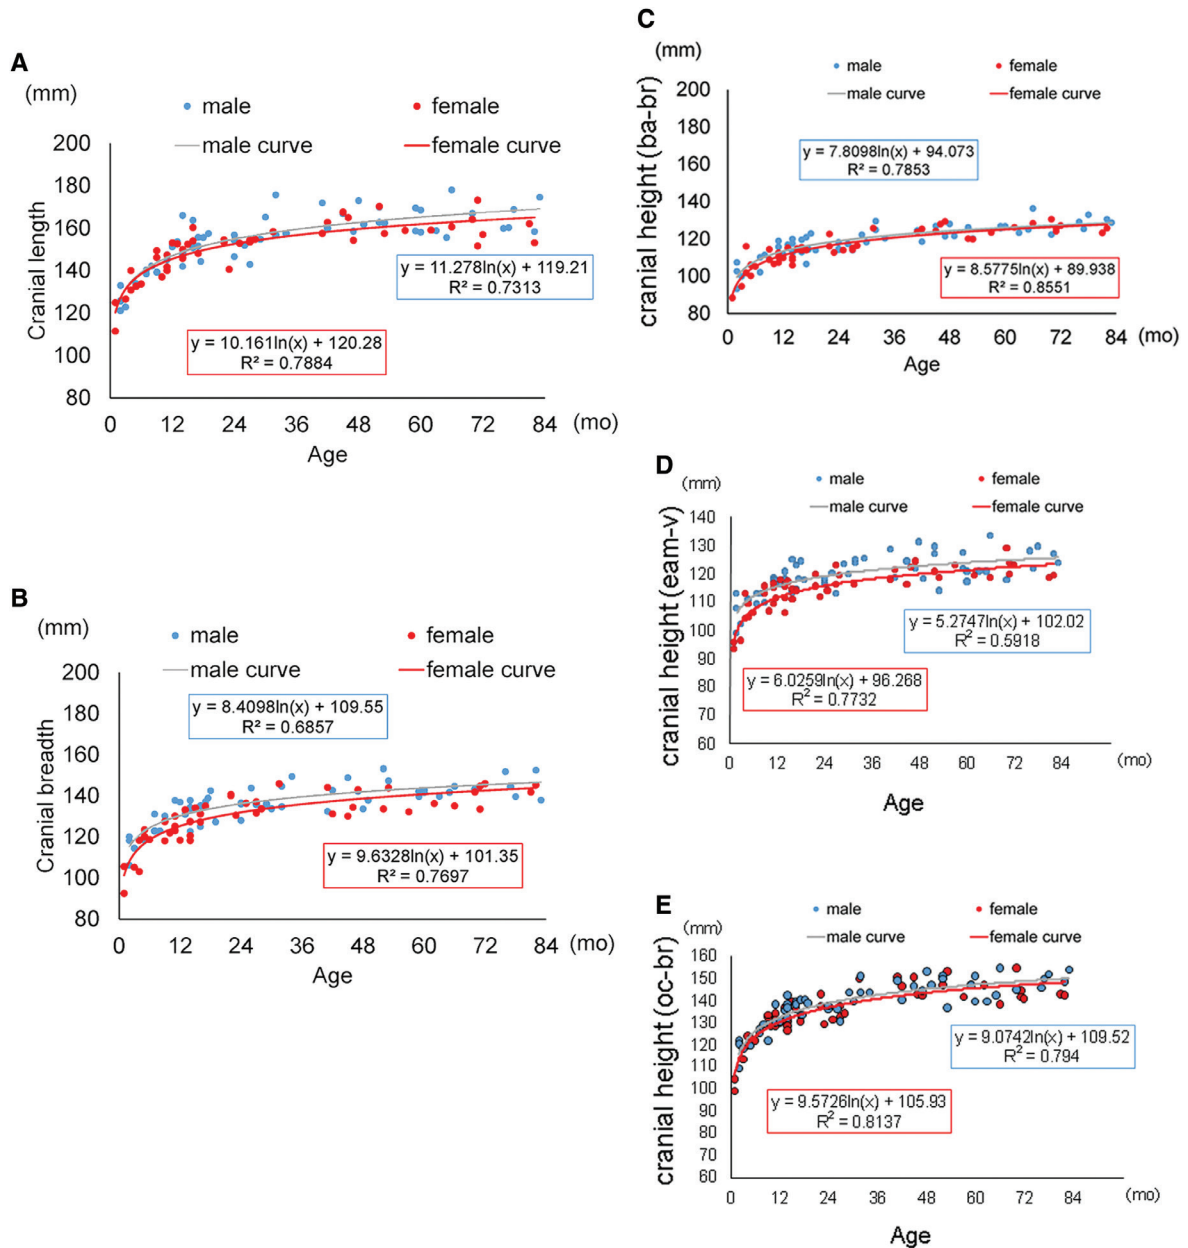 A
(mm)
male
female
male curve
female curve
200
180
160
140
120
100
80
Cranial length
y = 11.278ln(x) + 119.21
R² = 0.7313
y = 10.161ln(x) + 120.28
R² = 0.7884
0 12 24 36 48 60 72 84 (mo)
Age
B
(mm)
male
female
male curve
female curve
200
180
160
140
120
100
80
Cranial breadth
y = 8.4098ln(x) + 109.55
R² = 0.6857
y = 9.6328ln(x) + 101.35
R² = 0.7697
0 12 24 36 48 60 72 84 (mo)
Age
C
(mm)
male
female
male curve
female curve
200
180
160
140
120
100
80
cranial height (ba-br)
y = 7.8098ln(x) + 94.073
R² = 0.7853
y = 8.5775ln(x) + 89.938
R² = 0.8551
0 12 24 36 48 60 72 84 (mo)
Age
D
(mm)
male
female
male curve
female curve
140
130
120
110
100
90
80
70
60
cranial height (eam-v)
y = 5.2747ln(x) + 102.02
R² = 0.5918
y = 6.0259ln(x) + 96.268
R² = 0.7732
0 12 24 36 48 60 72 84 (mo)
Age
E
(mm)
male
female
male curve
female curve
160
150
140
130
120
110
100
90
80
70
60
cranial height (oc-br)
y = 9.0742ln(x) + 109.52
R² = 0.794
y = 9.5726ln(x) + 105.93
R² = 0.8137
0 12 24 36 48 60 72 84 (mo)
Age